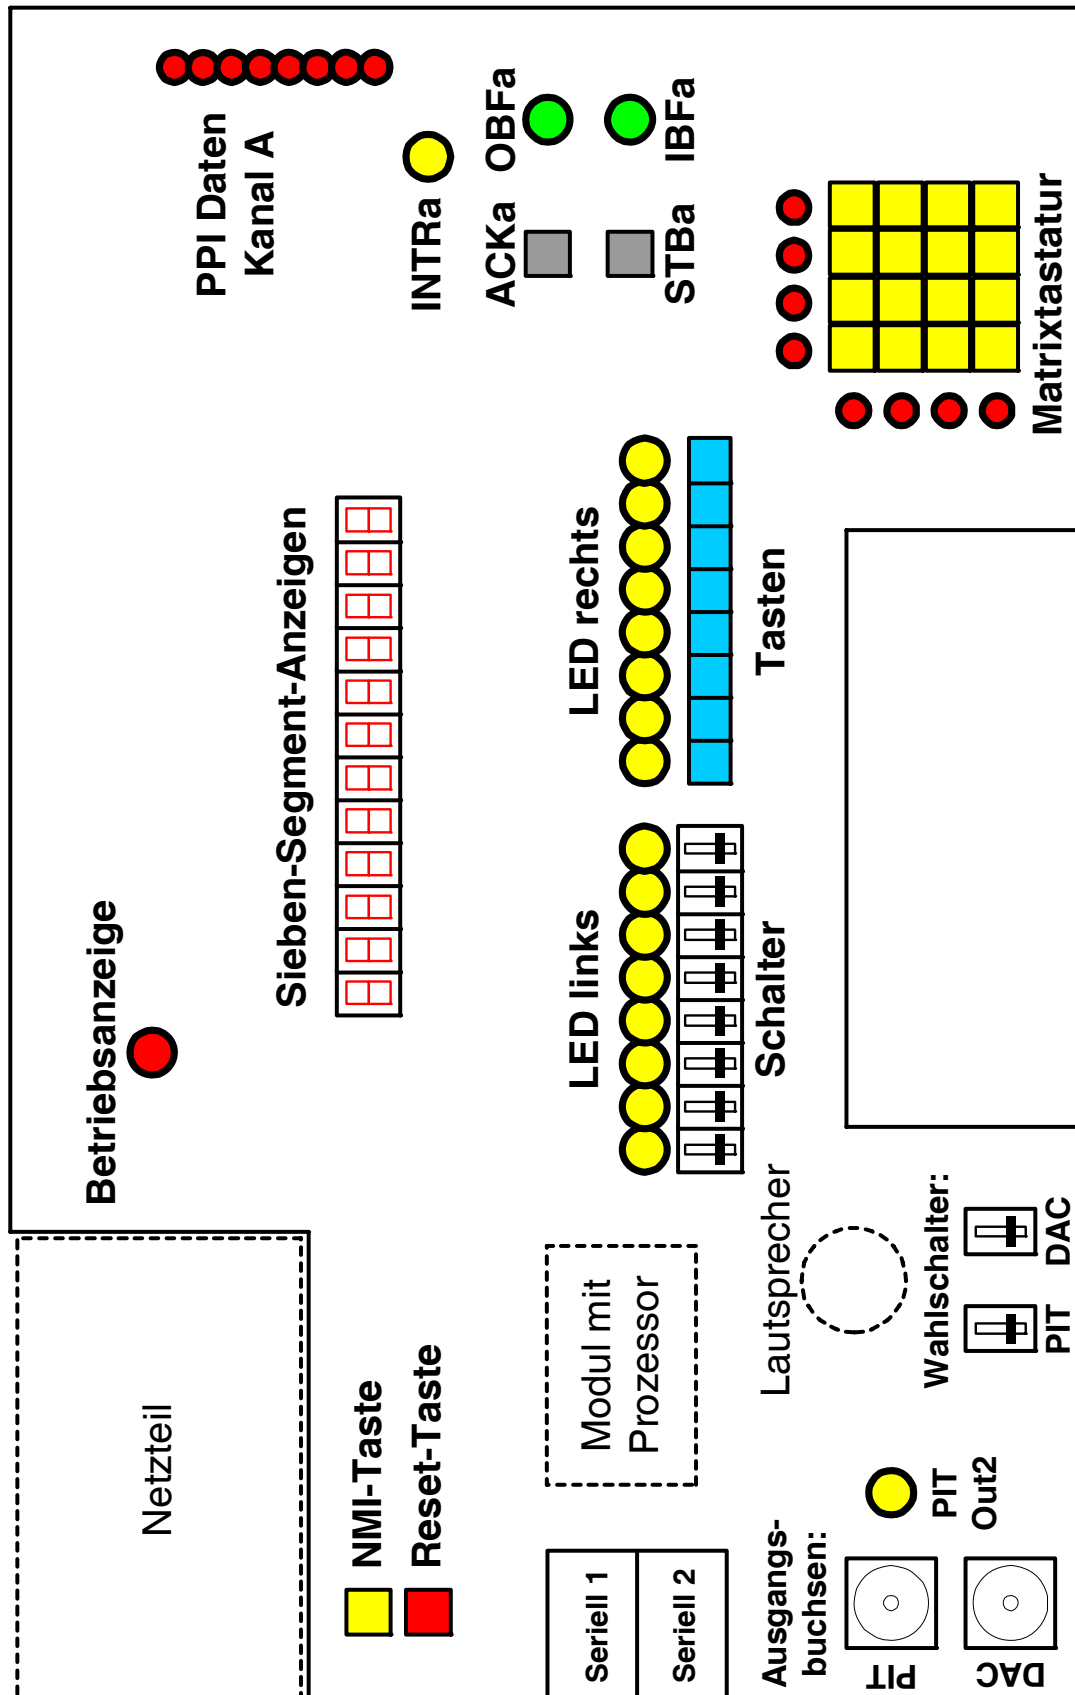 Netzteil
Betriebsanzeige
PPI Daten
Kanal A
Sieben-Segment-Anzeigen
INTRa
NMI-Taste
Reset-Taste
ACKa
OBFa
STBa
IBFa
Modul mit
Prozessor
LED links
LED rechts
Schalter
Tasten
Matrixtastatur
Seriell 1
Seriell 2
Lautsprecher
Wahlschalter:
PIT
DAC
Ausgangs-
buchsen:
PIT
Out2
PIT
DAC